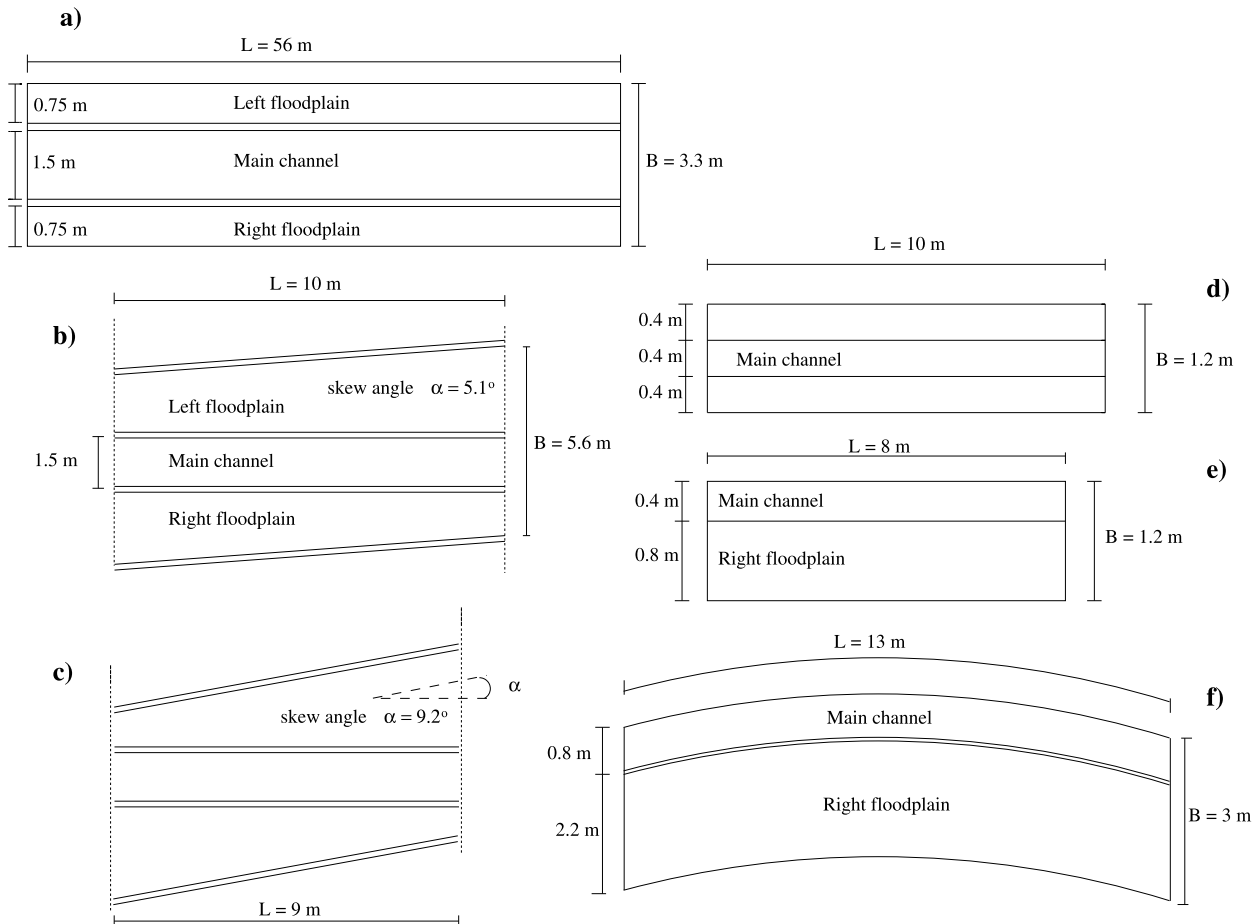 a)
L = 56 m
0.75 m
Left floodplain
1.5 m
Main channel
B = 3.3 m
0.75 m
Right floodplain
b)
L = 10 m
skew angle α = 5.1°
Left floodplain
1.5 m
Main channel
B = 5.6 m
Right floodplain
c)
α
skew angle α = 9.2°
L = 9 m
d)
L = 10 m
0.4 m
0.4 m
Main channel
B = 1.2 m
0.4 m
e)
L = 8 m
0.4 m
Main channel
B = 1.2 m
0.8 m
Right floodplain
f)
L = 13 m
Main channel
0.8 m
Right floodplain
2.2 m
B = 3 m